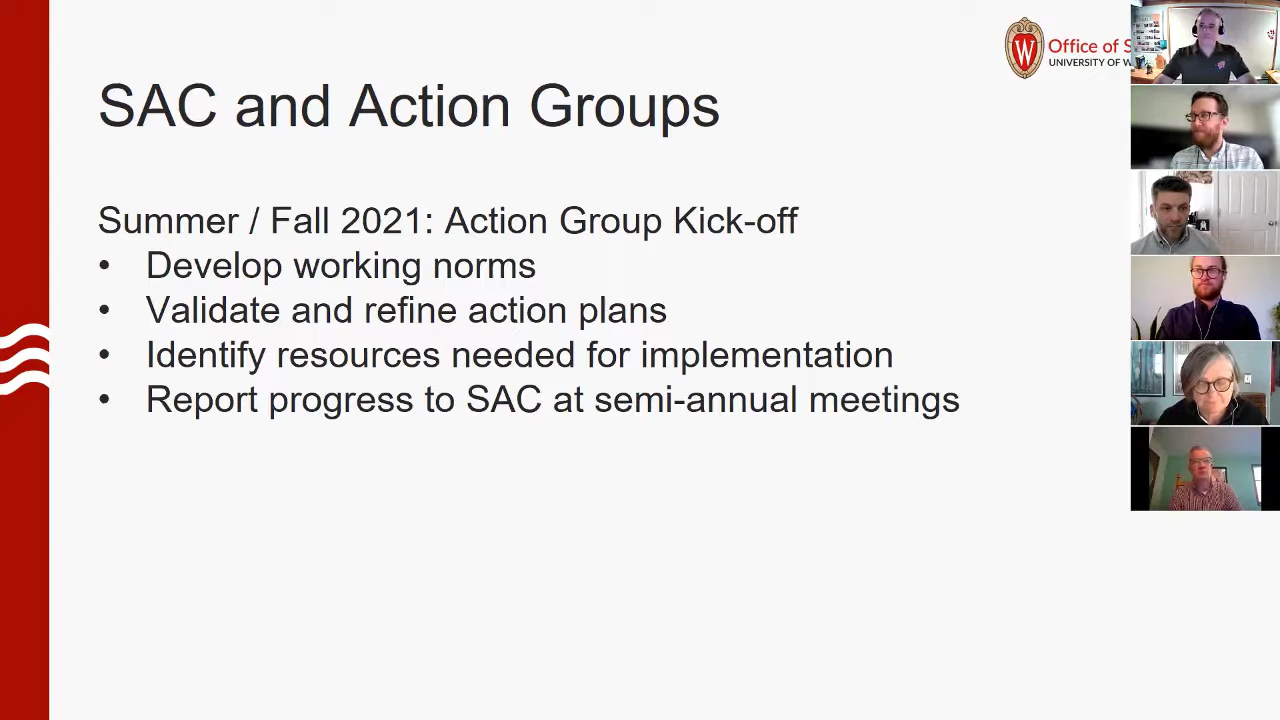 Office of
UNIVERSITY OF
SAC and Action Groups
Summer / Fall 2021: Action Group Kick-off
• Develop working norms
• Validate and refine action plans
• Identify resources needed for implementation
• Report progress to SAC at semi-annual meetings